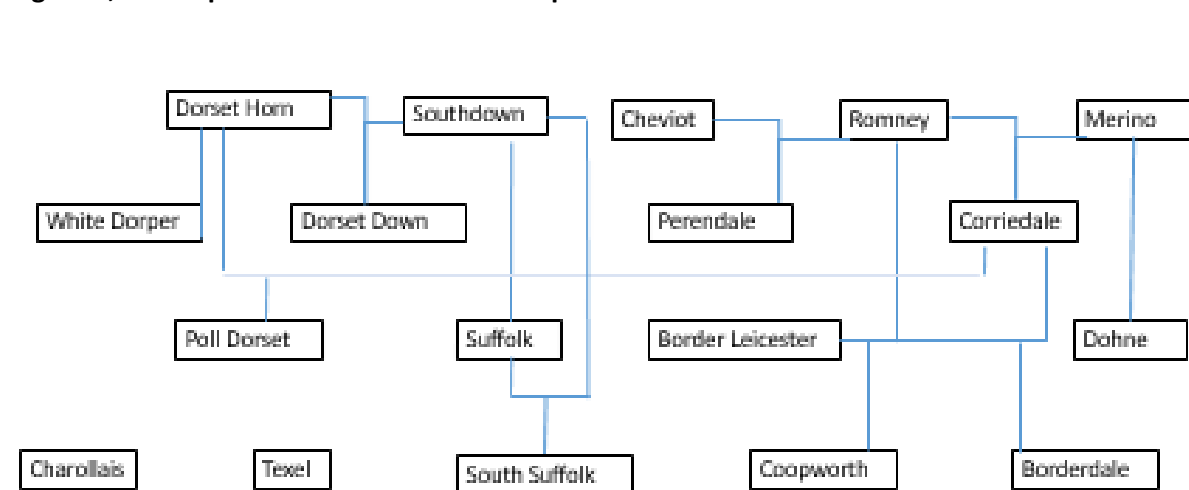 Dorset Horn
Southdown
Cheviot
Romney
Merino
White Dorper
Dorset Down
Perendale
Corriedale
Poll Dorset
Suffolk
Border Leicester
Dohne
Charollais
Texel
South Suffolk
Coopworth
Borderdale